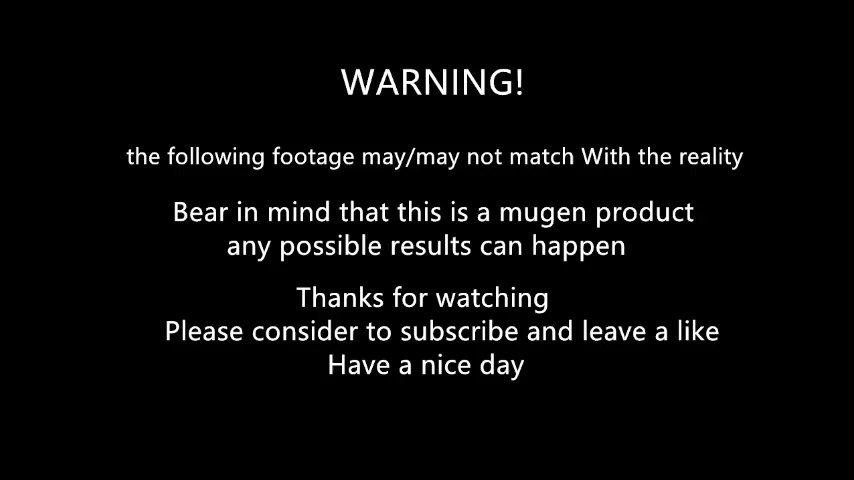 WARNING!
the following footage may/may not match With the reality
Bear in mind that this is a mugen product
any possible results can happen
Thanks for watching
Please consider to subscribe and leave a like
Have a nice day